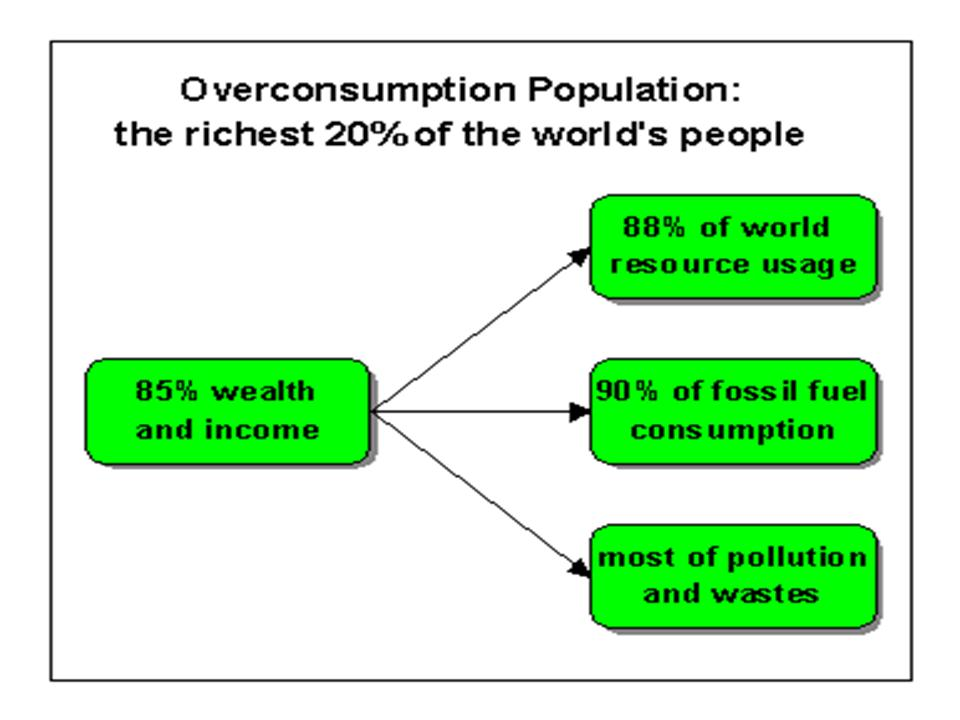 Overconsumption Population:
the richest 20% of the world's people
88% of world
resource usage
85% wealth
and income
90% of fossil fuel
consumption
most of pollution
and wastes